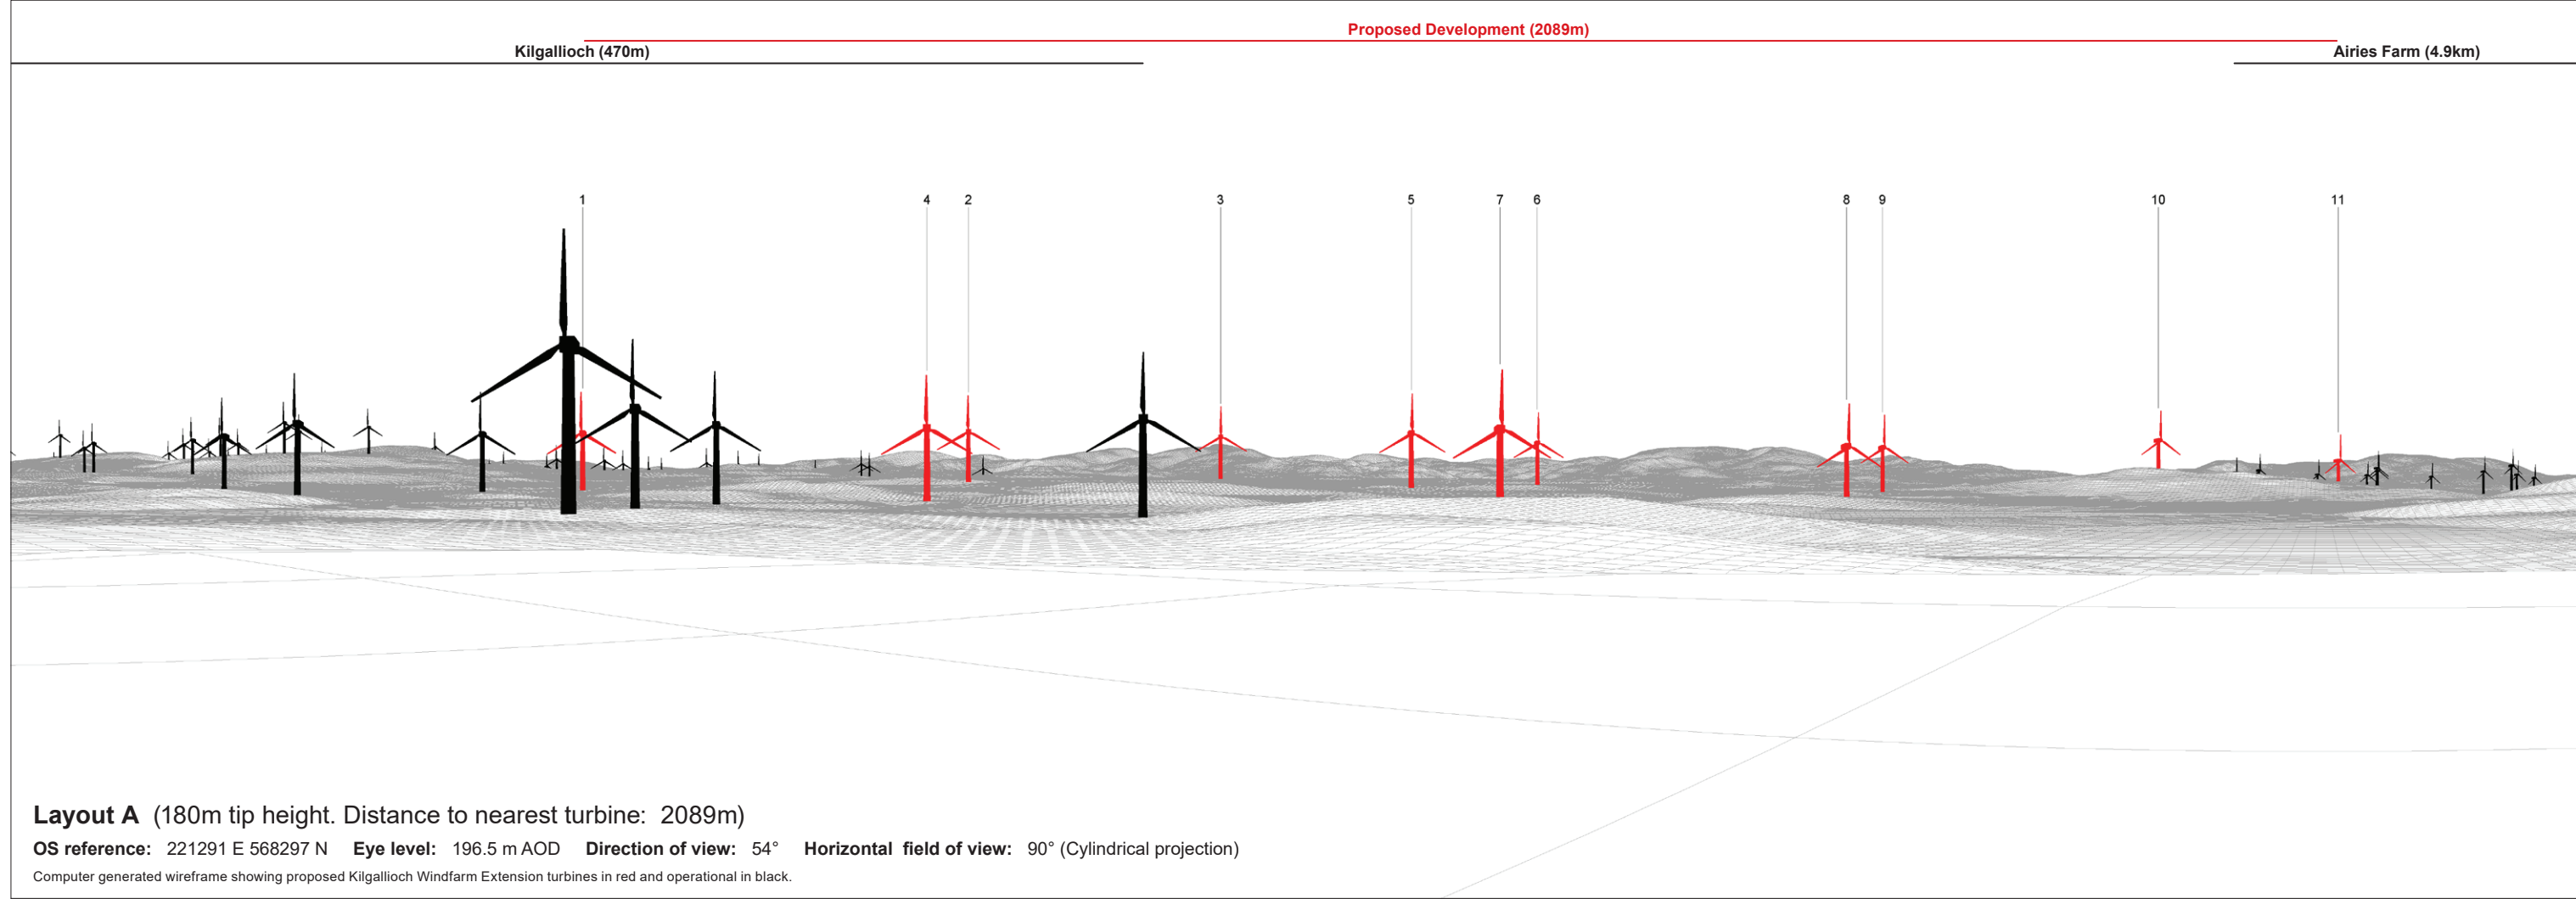 Proposed Development (2089m)
Kilgallioch (470m)
Airies Farm (4.9km)
1 4 2 3 5 7 6 8 9 10 11
Layout A (180m tip height. Distance to nearest turbine: 2089m)
OS reference: 221291 E 568297 N Eye level: 196.5 m AOD Direction of view: 54° Horizontal field of view: 90° (Cylindrical projection)
Computer generated wireframe showing proposed Kilgallioch Windfarm Extension turbines in red and operational in black.